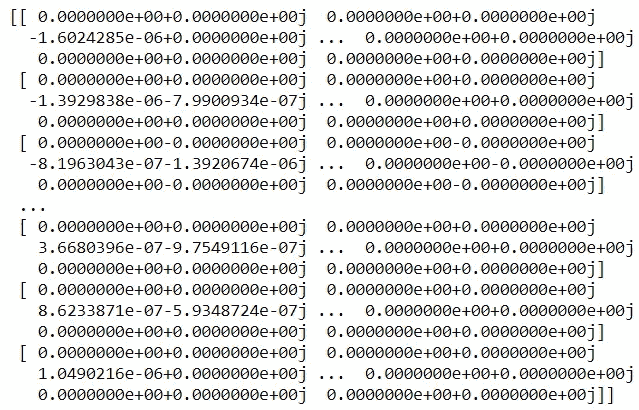 [[ 0.0000000e+00+0.0000000e+00j  0.0000000e+00+0.0000000e+00j
  -1.6024285e-06+0.0000000e+00j ...  0.0000000e+00+0.0000000e+00j
   0.0000000e+00+0.0000000e+00j  0.0000000e+00+0.0000000e+00j]
 [ 0.0000000e+00+0.0000000e+00j  0.0000000e+00+0.0000000e+00j
  -1.3929838e-06-7.9900934e-07j ...  0.0000000e+00+0.0000000e+00j
   0.0000000e+00+0.0000000e+00j  0.0000000e+00+0.0000000e+00j]
 [ 0.0000000e+00-0.0000000e+00j  0.0000000e+00-0.0000000e+00j
  -8.1963043e-07-1.3920674e-06j ...  0.0000000e+00-0.0000000e+00j
   0.0000000e+00-0.0000000e+00j  0.0000000e+00-0.0000000e+00j]
 ...
 [ 0.0000000e+00+0.0000000e+00j  0.0000000e+00+0.0000000e+00j
   3.6680396e-07-9.7549116e-07j ...  0.0000000e+00+0.0000000e+00j
   0.0000000e+00+0.0000000e+00j  0.0000000e+00+0.0000000e+00j]
 [ 0.0000000e+00+0.0000000e+00j  0.0000000e+00+0.0000000e+00j
   8.6233871e-07-5.9348724e-07j ...  0.0000000e+00+0.0000000e+00j
   0.0000000e+00+0.0000000e+00j  0.0000000e+00+0.0000000e+00j]
 [ 0.0000000e+00+0.0000000e+00j  0.0000000e+00+0.0000000e+00j
   1.0490216e-06+0.0000000e+00j ...  0.0000000e+00+0.0000000e+00j
   0.0000000e+00+0.0000000e+00j  0.0000000e+00+0.0000000e+00j]]